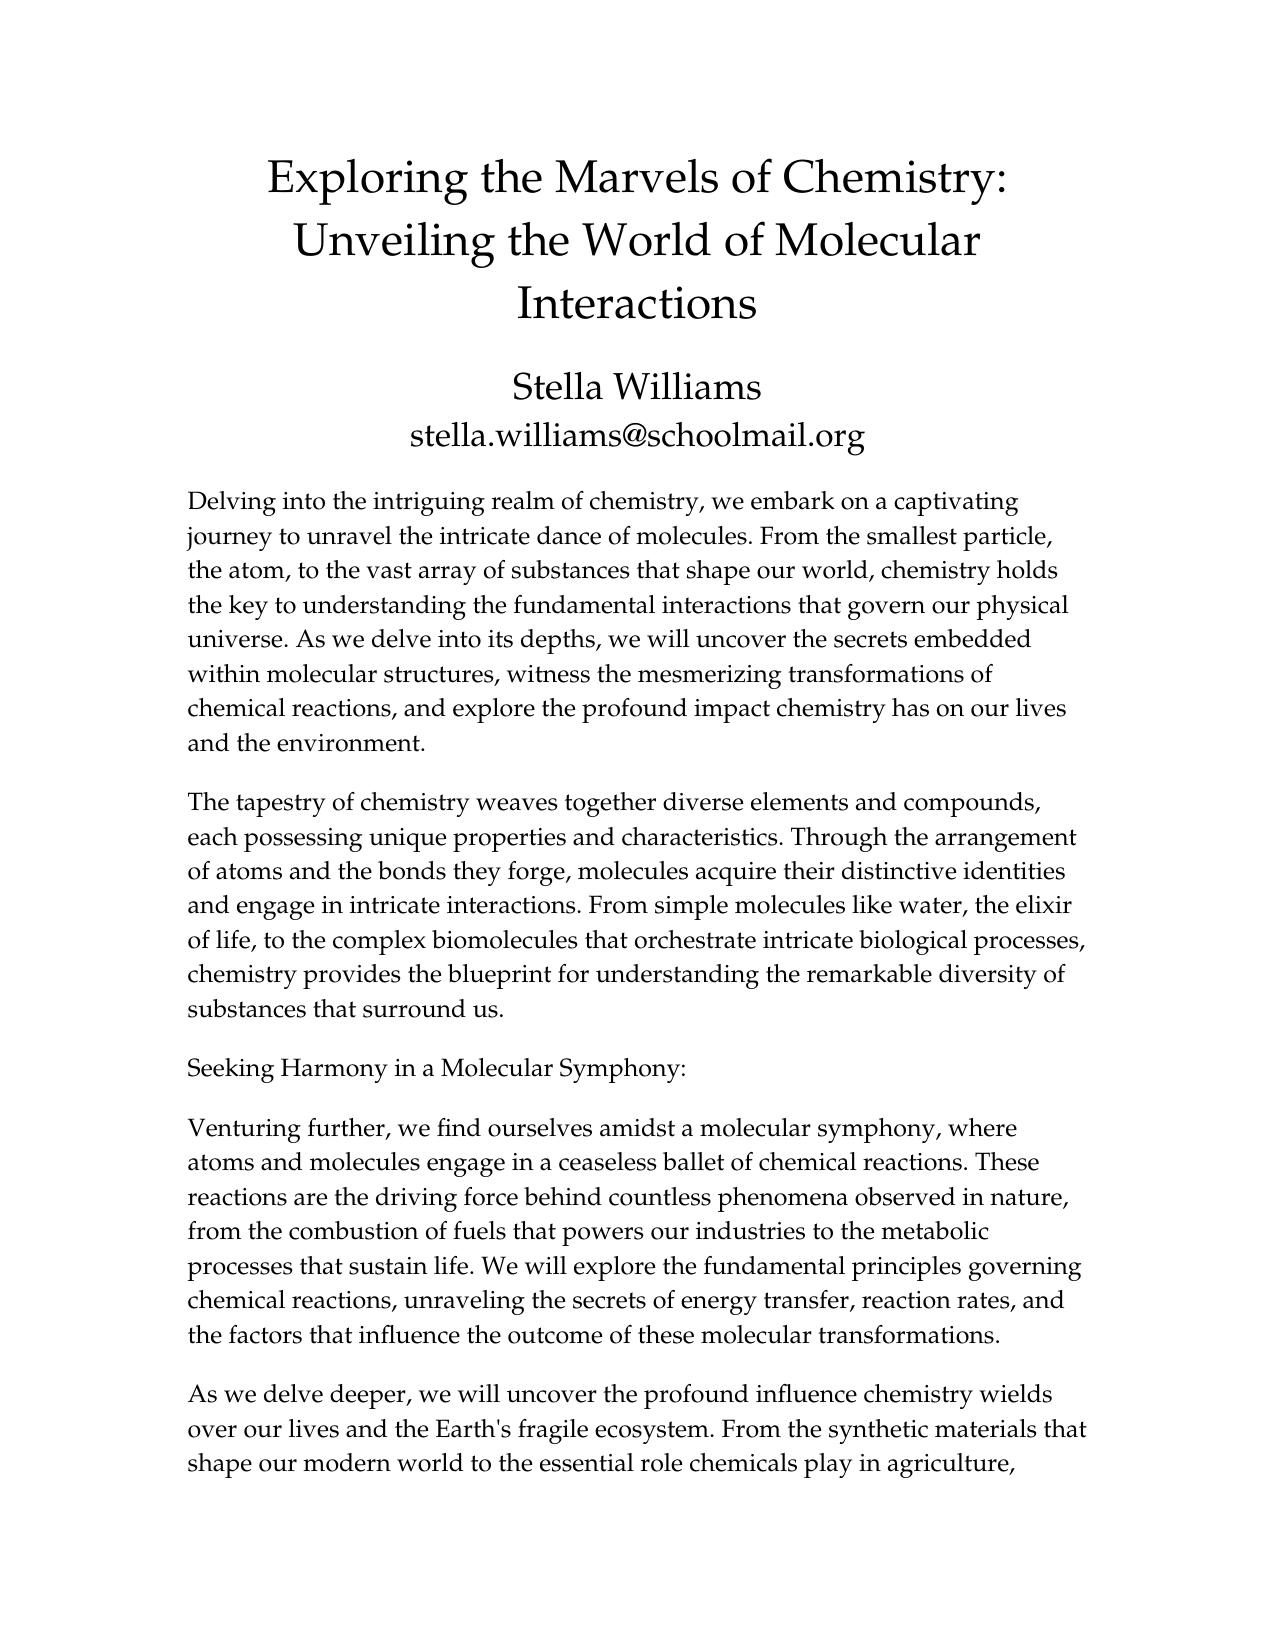 Exploring the Marvels of Chemistry:
Unveiling the World of Molecular
Interactions
Stella Williams
stella.williams@schoolmail.org
Delving into the intriguing realm of chemistry, we embark on a captivating
journey to unravel the intricate dance of molecules. From the smallest particle,
the atom, to the vast array of substances that shape our world, chemistry holds
the key to understanding the fundamental interactions that govern our physical
universe. As we delve into its depths, we will uncover the secrets embedded
within molecular structures, witness the mesmerizing transformations of
chemical reactions, and explore the profound impact chemistry has on our lives
and the environment.
The tapestry of chemistry weaves together diverse elements and compounds,
each possessing unique properties and characteristics. Through the arrangement
of atoms and the bonds they forge, molecules acquire their distinctive identities
and engage in intricate interactions. From simple molecules like water, the elixir
of life, to the complex biomolecules that orchestrate intricate biological processes,
chemistry provides the blueprint for understanding the remarkable diversity of
substances that surround us.
Seeking Harmony in a Molecular Symphony:
Venturing further, we find ourselves amidst a molecular symphony, where
atoms and molecules engage in a ceaseless ballet of chemical reactions. These
reactions are the driving force behind countless phenomena observed in nature,
from the combustion of fuels that powers our industries to the metabolic
processes that sustain life. We will explore the fundamental principles governing
chemical reactions, unraveling the secrets of energy transfer, reaction rates, and
the factors that influence the outcome of these molecular transformations.
As we delve deeper, we will uncover the profound influence chemistry wields
over our lives and the Earth's fragile ecosystem. From the synthetic materials that
shape our modern world to the essential role chemicals play in agriculture,